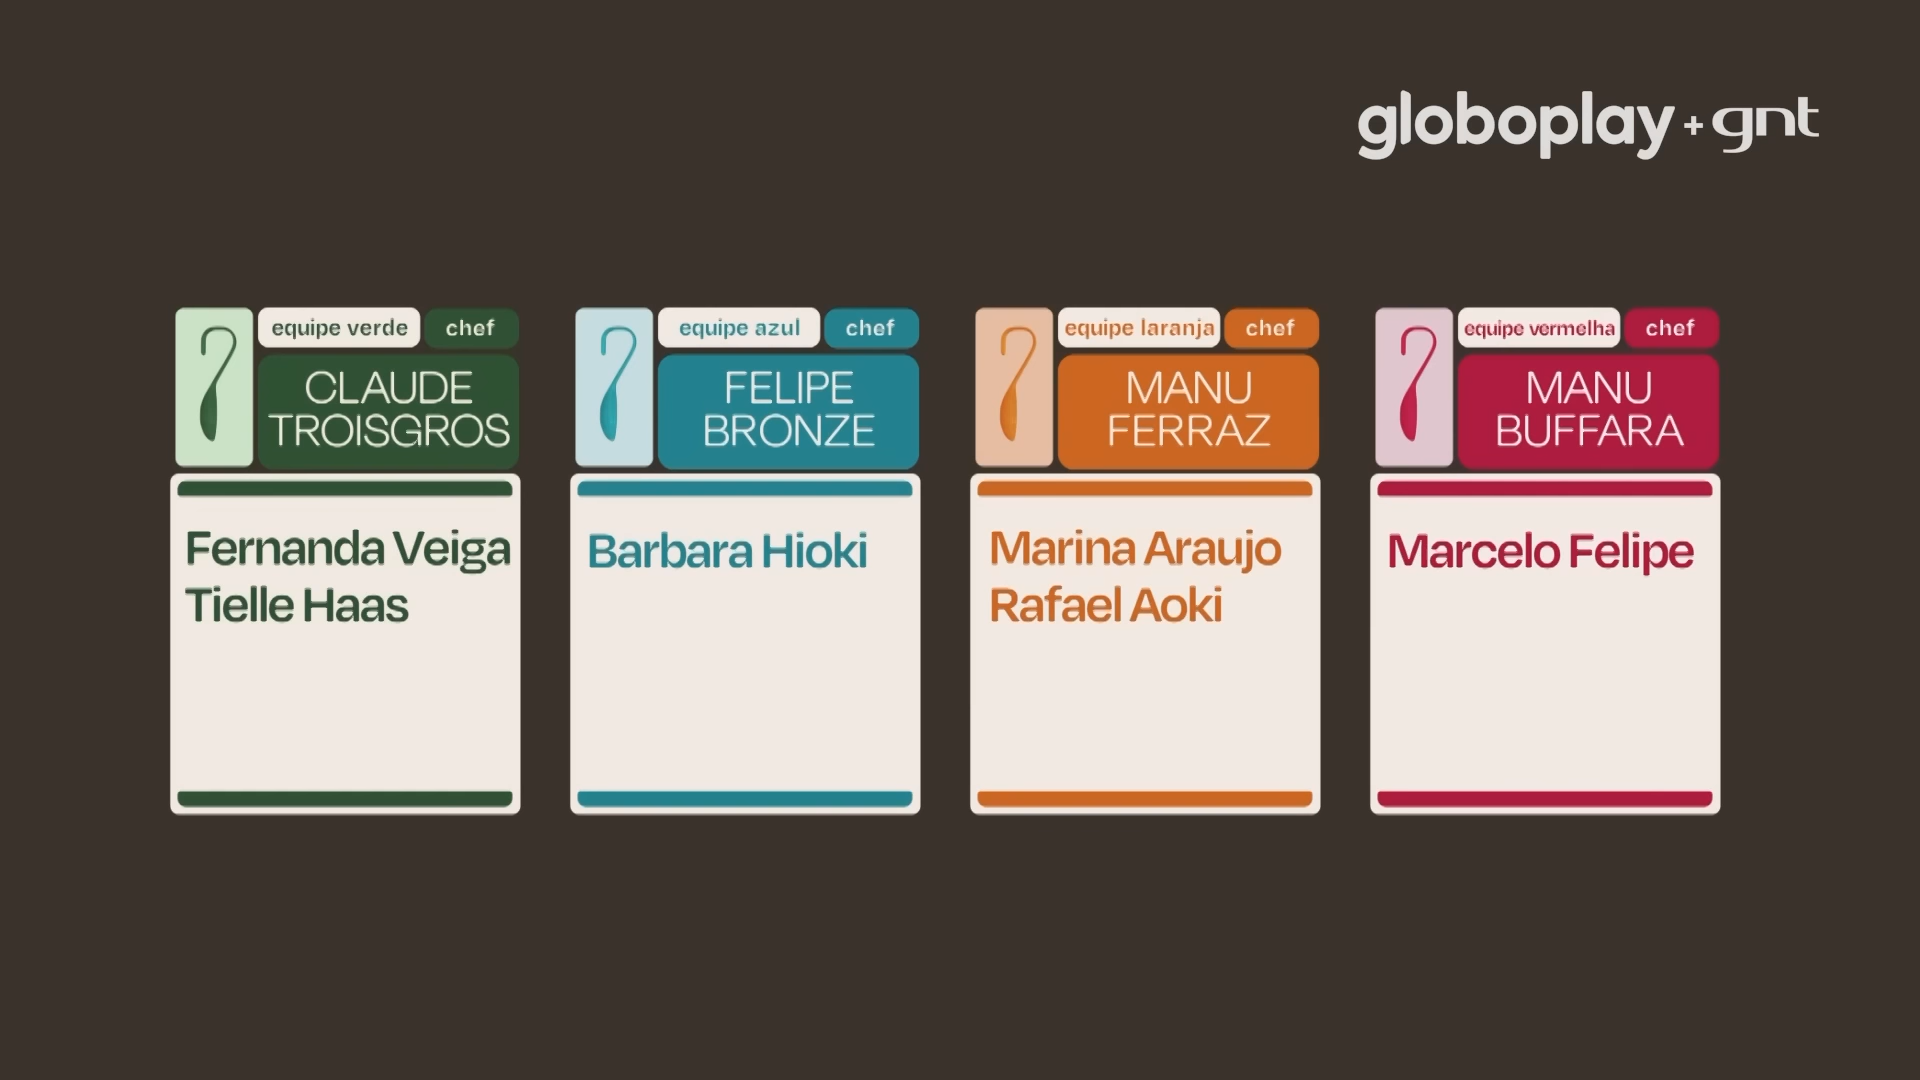 globoplay + gnt
equipe verde chef
CLAUDE
TROISGROS
Fernanda Veiga
Tielle Haas
equipe azul chef
FELIPE
BRONZE
Barbara Hioki
equipe laranja chef
MANU
FERRAZ
Marina Araujo
Rafael Aoki
equipe vermelha chef
MANU
BUFFARA
Marcelo Felipe